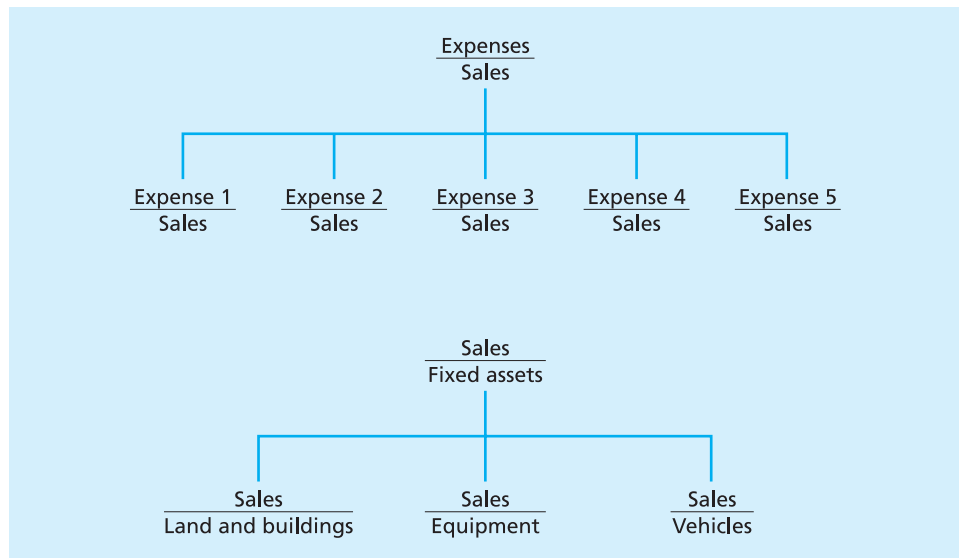 Expenses
Sales
Expense 1 Expense 2 Expense 3 Expense 4 Expense 5
Sales Sales Sales Sales Sales
Sales
Fixed assets
Sales Sales Sales
Land and buildings Equipment Vehicles